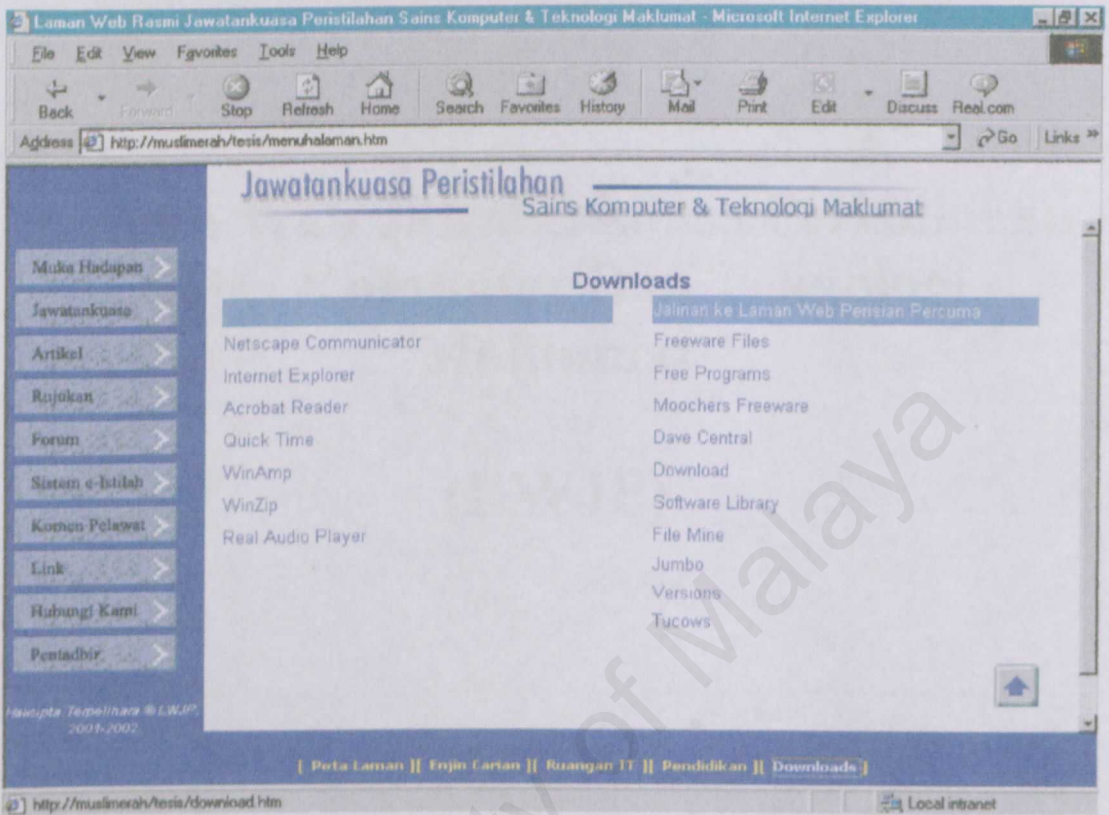 Laman Web Rasmi Jawatankuasa Peristilahan Sains Komputer & Teknologi Maklumat - Microsoft Internet Explorer
File Edit View Favorites Tools Help
Back Forward Stop Refresh Home Search Favorites History Mail Print Edit Discuss Real.com
Address http://muslimerah/tesis/menuhalaman.htm Go Links »
Jawatankuasa Peristilahan
Sains Komputer & Teknologi Maklumat
Muka Hadapan
Jawatankuasa
Artikel
Rujukan
Forum
Sistem e-Istilah
Komen Pelawat
Link
Hubungi Kami
Pentadbir
Hakcipta Terpelihara ® LWJP.
2001-2002
Downloads
Netscape Communicator
Internet Explorer
Acrobat Reader
Quick Time
WinAmp
WinZip
Real Audio Player
Jalinan ke Laman Web Perisian Percuma
Freeware Files
Free Programs
Moochers Freeware
Dave Central
Download
Software Library
File Mine
Jumbo
Versions
Tucows
[ Peta Laman ][ Enjin Carian ][ Ruangan IT ][ Pendidikan ][ Downloads ]
http://muslimerah/tesis/download.htm Local intranet
of Malaya